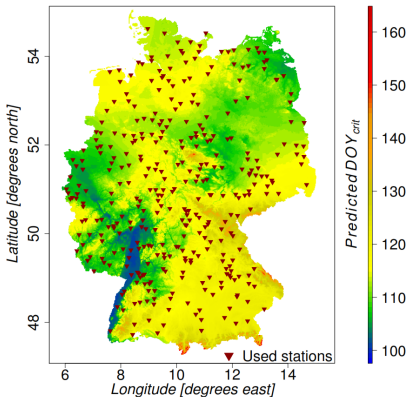 54
52
50
48
Latitude [degrees north]
6 8 10 12 14
Longitude [degrees east]
Used stations
160
150
140
130
120
110
100
Predicted DOY_crit